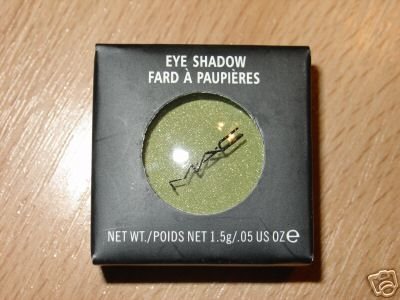 EYE SHADOW
FARD À PAUPIÈRES
MAC
NET WT./POIDS NET 1.5g/.05 US OZ℮